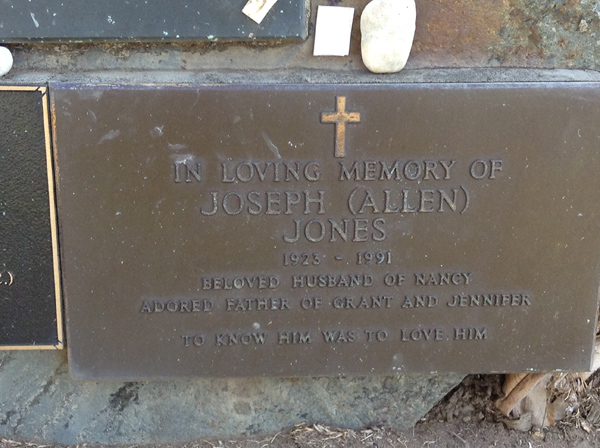 IN LOVING MEMORY OF
JOSEPH (ALLEN)
JONES
1923 - 1991
BELOVED HUSBAND OF NANCY
ADORED FATHER OF GRANT AND JENNIFER
TO KNOW HIM WAS TO LOVE HIM